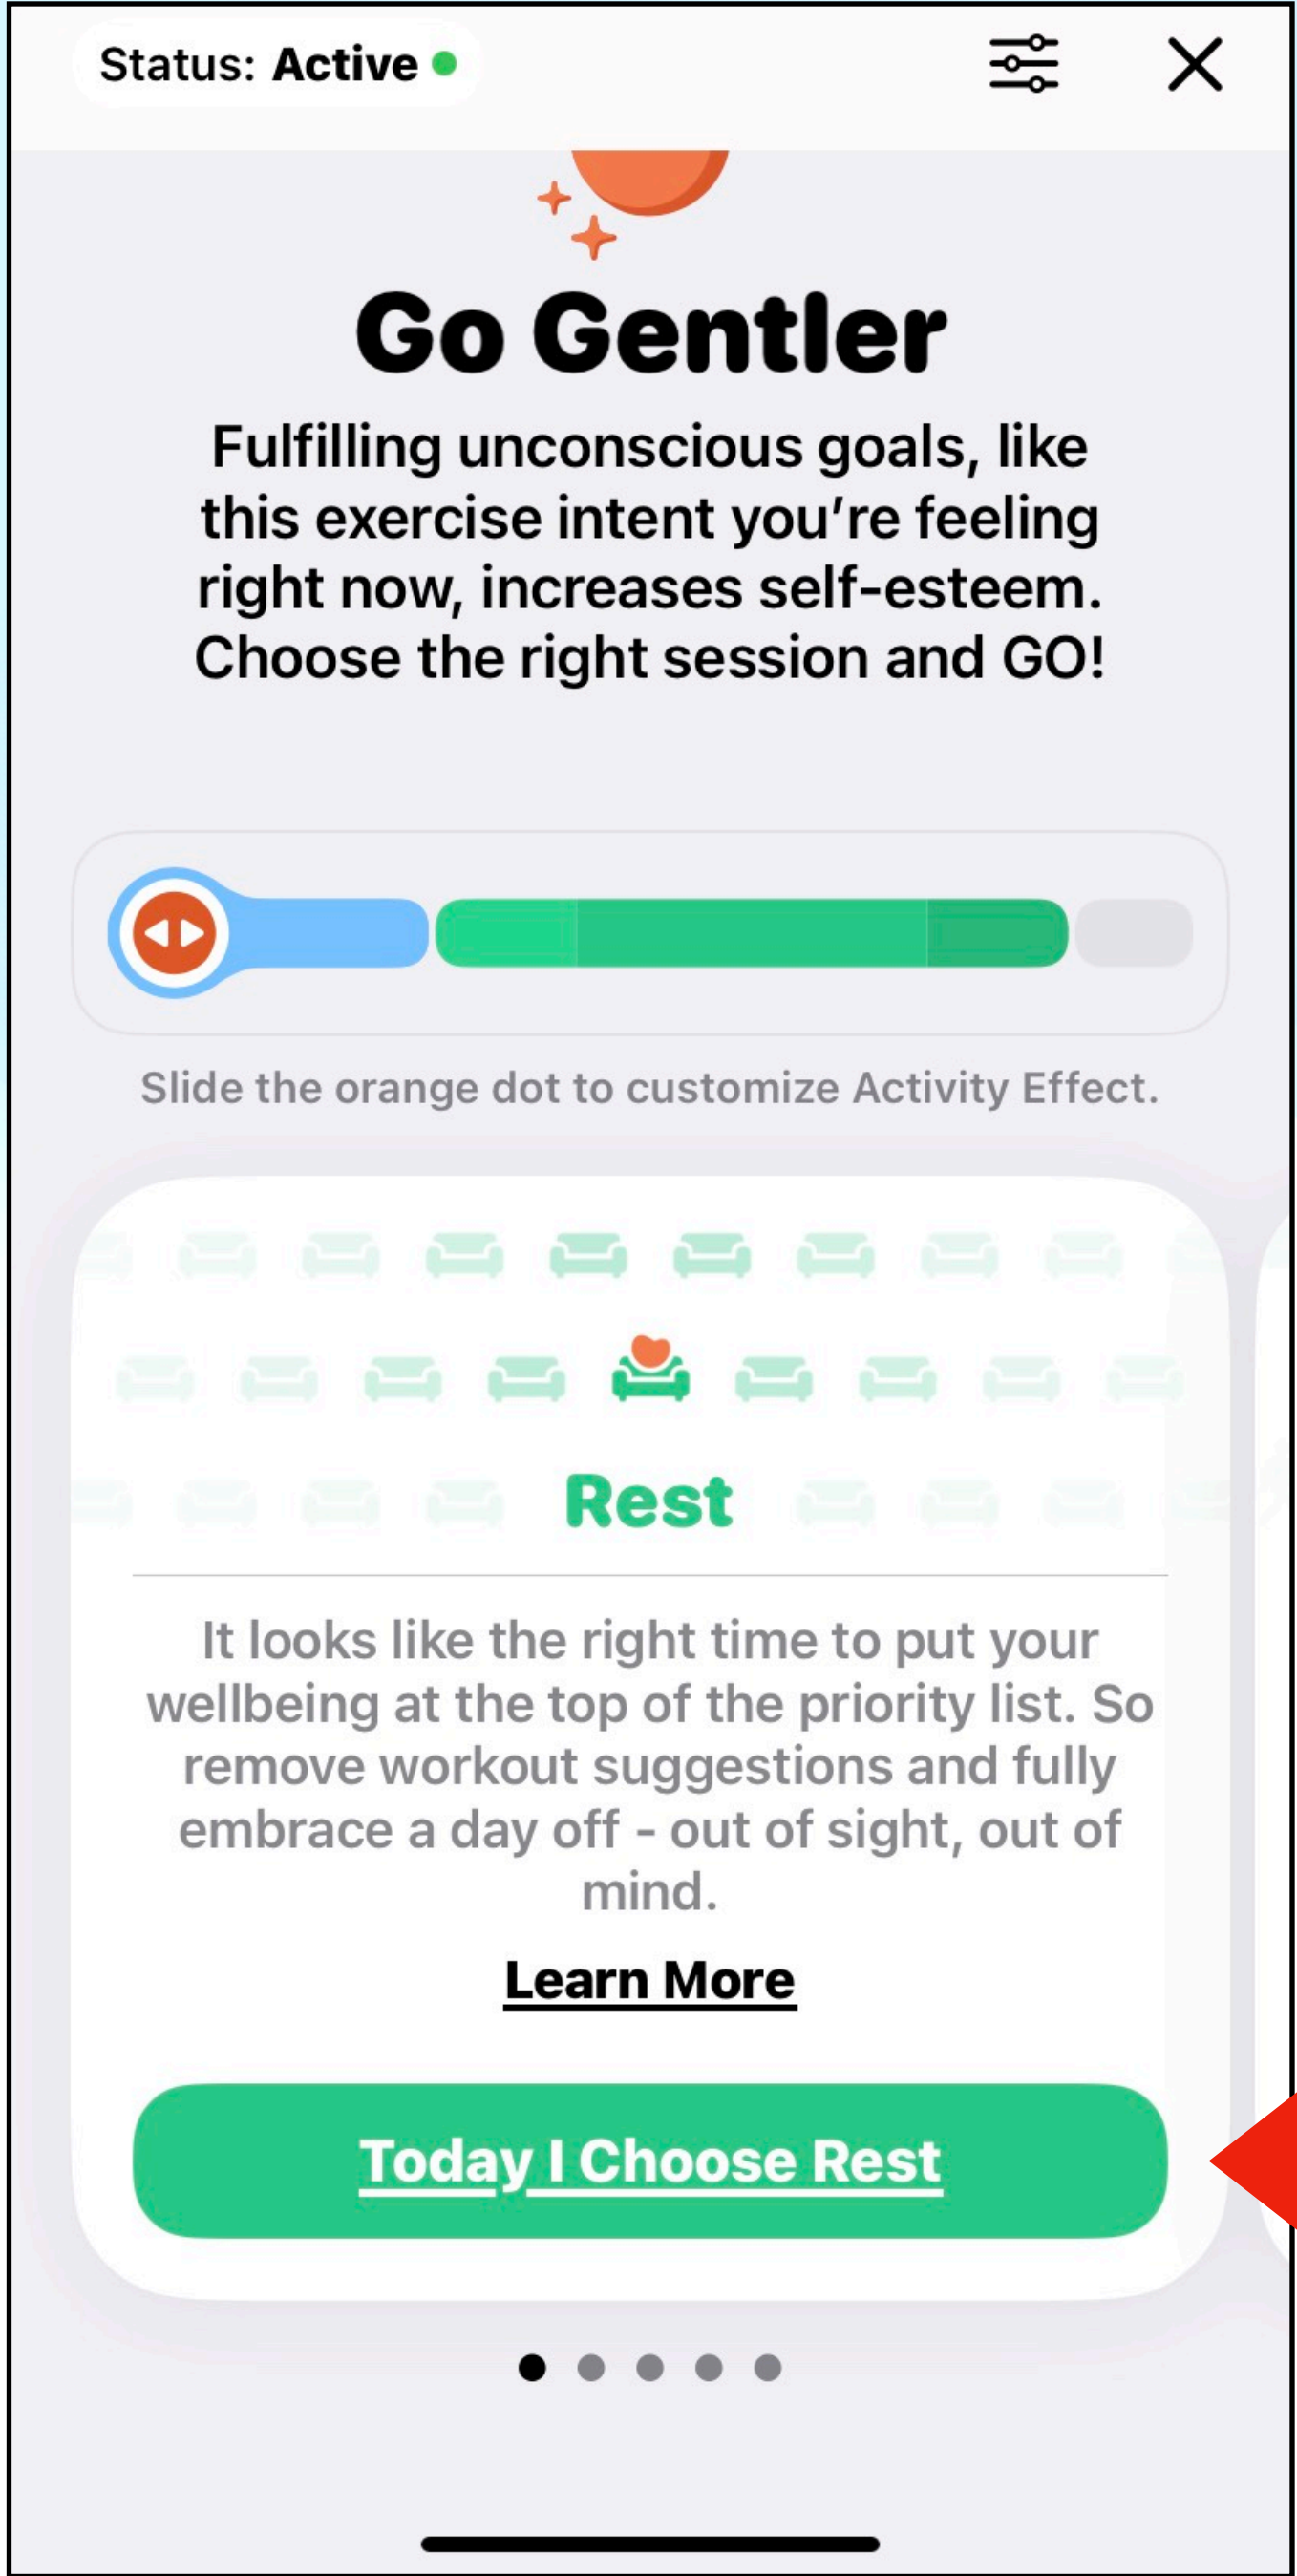 Status: Active
Go Gentler
Fulfilling unconscious goals, like
this exercise intent you're feeling
right now, increases self-esteem.
Choose the right session and GO!
Slide the orange dot to customize Activity Effect.
Rest
It looks like the right time to put your
wellbeing at the top of the priority list. So
remove workout suggestions and fully
embrace a day off - out of sight, out of
mind.
Learn More
Today I Choose Rest